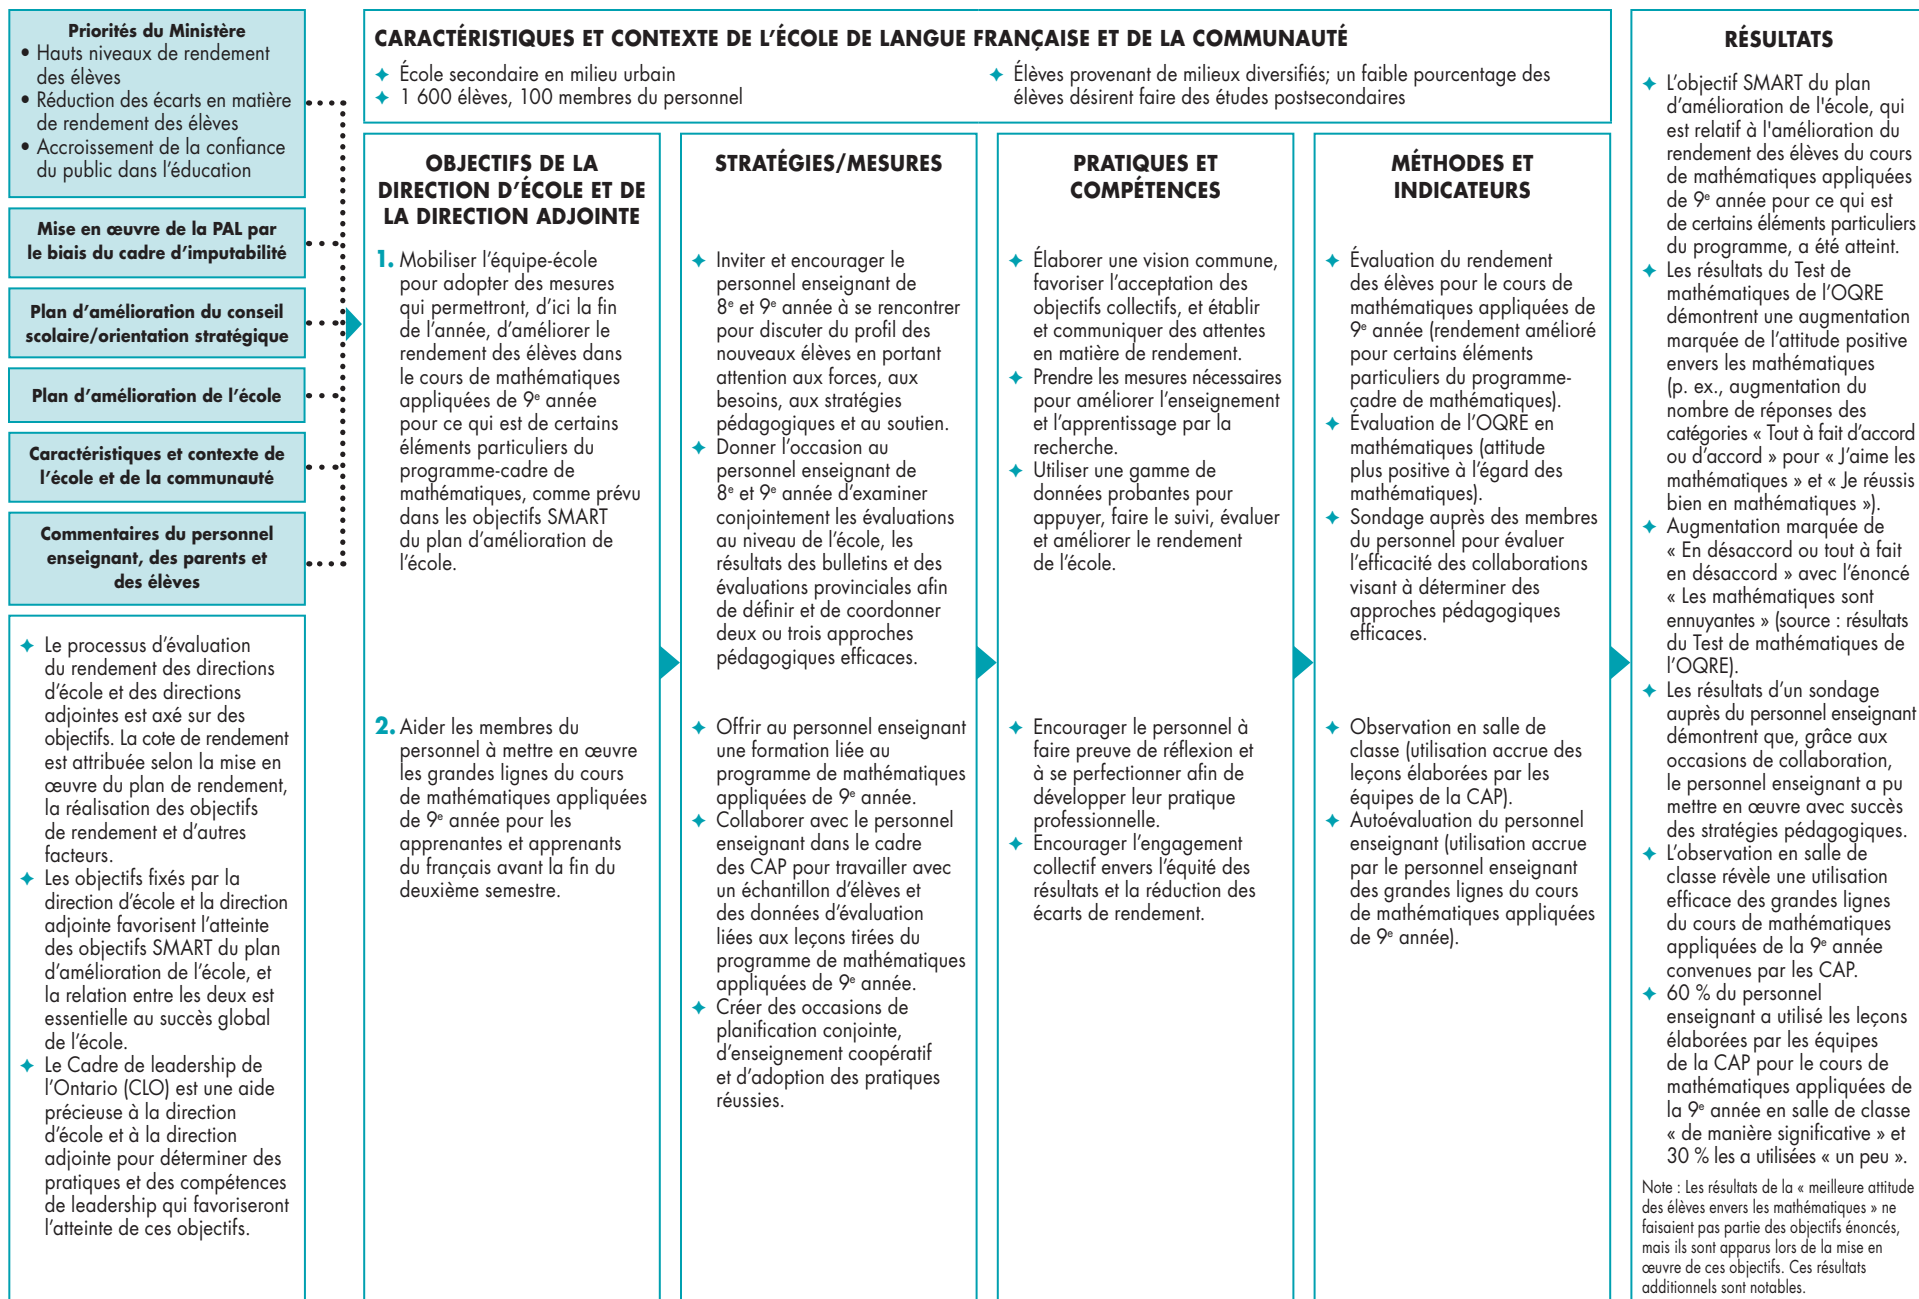 Priorités du Ministère
• Hauts niveaux de rendement
des élèves
• Réduction des écarts en matière
de rendement des élèves
• Accroissement de la confiance
du public dans l’éducation
Mise en œuvre de la PAL par
le biais du cadre d’imputabilité
Plan d’amélioration du conseil
scolaire/orientation stratégique
Plan d’amélioration de l’école
Caractéristiques et contexte de
l’école et de la communauté
Commentaires du personnel
enseignant, des parents et
des élèves
✦ Le processus d’évaluation
du rendement des directions
d’école et des directions
adjointes est axé sur des
objectifs. La cote de rendement
est attribuée selon la mise en
œuvre du plan de rendement,
la réalisation des objectifs
de rendement et d’autres
facteurs.
✦ Les objectifs fixés par la
direction d’école et la direction
adjointe favorisent l’atteinte
des objectifs SMART du plan
d’amélioration de l’école, et
la relation entre les deux est
essentielle au succès global
de l’école.
✦ Le Cadre de leadership de
l’Ontario (CLO) est une aide
précieuse à la direction
d’école et à la direction
adjointe pour déterminer des
pratiques et des compétences
de leadership qui favoriseront
l’atteinte de ces objectifs.
CARACTÉRISTIQUES ET CONTEXTE DE L’ÉCOLE DE LANGUE FRANÇAISE ET DE LA COMMUNAUTÉ
✦ École secondaire en milieu urbain
✦ 1 600 élèves, 100 membres du personnel
✦ Élèves provenant de milieux diversifiés; un faible pourcentage des
élèves désirent faire des études postsecondaires
OBJECTIFS DE LA
DIRECTION D’ÉCOLE ET DE
LA DIRECTION ADJOINTE
1. Mobiliser l’équipe-école
pour adopter des mesures
qui permettront, d’ici la fin
de l’année, d’améliorer le
rendement des élèves dans
le cours de mathématiques
appliquées de 9e année
pour ce qui est de certains
éléments particuliers du
programme-cadre de
mathématiques, comme prévu
dans les objectifs SMART
du plan d’amélioration de
l’école.
2. Aider les membres du
personnel à mettre en œuvre
les grandes lignes du cours
de mathématiques appliquées
de 9e année pour les
apprenantes et apprenants
du français avant la fin du
deuxième semestre.
STRATÉGIES/MESURES
✦ Inviter et encourager le
personnel enseignant de
8e et 9e année à se rencontrer
pour discuter du profil des
nouveaux élèves en portant
attention aux forces, aux
besoins, aux stratégies
pédagogiques et au soutien.
✦ Donner l’occasion au
personnel enseignant de
8e et 9e année d’examiner
conjointement les évaluations
au niveau de l’école, les
résultats des bulletins et des
évaluations provinciales afin
de définir et de coordonner
deux ou trois approches
pédagogiques efficaces.
✦ Offrir au personnel enseignant
une formation liée au
programme de mathématiques
appliquées de 9e année.
✦ Collaborer avec le personnel
enseignant dans le cadre
des CAP pour travailler avec
un échantillon d’élèves et
des données d’évaluation
liées aux leçons tirées du
programme de mathématiques
appliquées de 9e année.
✦ Créer des occasions de
planification conjointe,
d’enseignement coopératif
et d’adoption des pratiques
réussies.
PRATIQUES ET
COMPÉTENCES
✦ Élaborer une vision commune,
favoriser l’acceptation des
objectifs collectifs, et établir
et communiquer des attentes
en matière de rendement.
✦ Prendre les mesures nécessaires
pour améliorer l’enseignement
et l’apprentissage par la
recherche.
✦ Utiliser une gamme de
données probantes pour
appuyer, faire le suivi, évaluer
et améliorer le rendement
de l’école.
✦ Encourager le personnel à
faire preuve de réflexion et
à se perfectionner afin de
développer leur pratique
professionnelle.
✦ Encourager l’engagement
collectif envers l’équité des
résultats et la réduction des
écarts de rendement.
MÉTHODES ET
INDICATEURS
✦ Évaluation du rendement
des élèves pour le cours de
mathématiques appliquées de
9e année (rendement amélioré
pour certains éléments
particuliers du programme-
cadre de mathématiques).
✦ Évaluation de l’OQRE en
mathématiques (attitude
plus positive à l’égard des
mathématiques).
✦ Sondage auprès des membres
du personnel pour évaluer
l’efficacité des collaborations
visant à déterminer des
approches pédagogiques
efficaces.
✦ Observation en salle de
classe (utilisation accrue des
leçons élaborées par les
équipes de la CAP).
✦ Autoévaluation du personnel
enseignant (utilisation accrue
par le personnel enseignant
des grandes lignes du cours
de mathématiques appliquées
de 9e année).
RÉSULTATS
✦ L’objectif SMART du plan
d’amélioration de l'école, qui
est relatif à l'amélioration du
rendement des élèves du cours
de mathématiques appliquées
de 9e année pour ce qui est
de certains éléments particuliers
du programme, a été atteint.
✦ Les résultats du Test de
mathématiques de l’OQRE
démontrent une augmentation
marquée de l’attitude positive
envers les mathématiques
(p. ex., augmentation du
nombre de réponses des
catégories « Tout à fait d’accord
ou d’accord » pour « J’aime les
mathématiques » et « Je réussis
bien en mathématiques »).
✦ Augmentation marquée de
« En désaccord ou tout à fait
en désaccord » avec l’énoncé
« Les mathématiques sont
ennuyantes » (source : résultats
du Test de mathématiques de
l’OQRE).
✦ Les résultats d’un sondage
auprès du personnel enseignant
démontrent que, grâce aux
occasions de collaboration,
le personnel enseignant a pu
mettre en œuvre avec succès
des stratégies pédagogiques.
✦ L’observation en salle de
classe révèle une utilisation
efficace des grandes lignes
du cours de mathématiques
appliquées de la 9e année
convenues par les CAP.
✦ 60 % du personnel
enseignant a utilisé les leçons
élaborées par les équipes
de la CAP pour le cours de
mathématiques appliquées de
la 9e année en salle de classe
« de manière significative » et
30 % les a utilisées « un peu ».
Note : Les résultats de la « meilleure attitude
des élèves envers les mathématiques » ne
faisaient pas partie des objectifs énoncés,
mais ils sont apparus lors de la mise en
œuvre de ces objectifs. Ces résultats
additionnels sont notables.